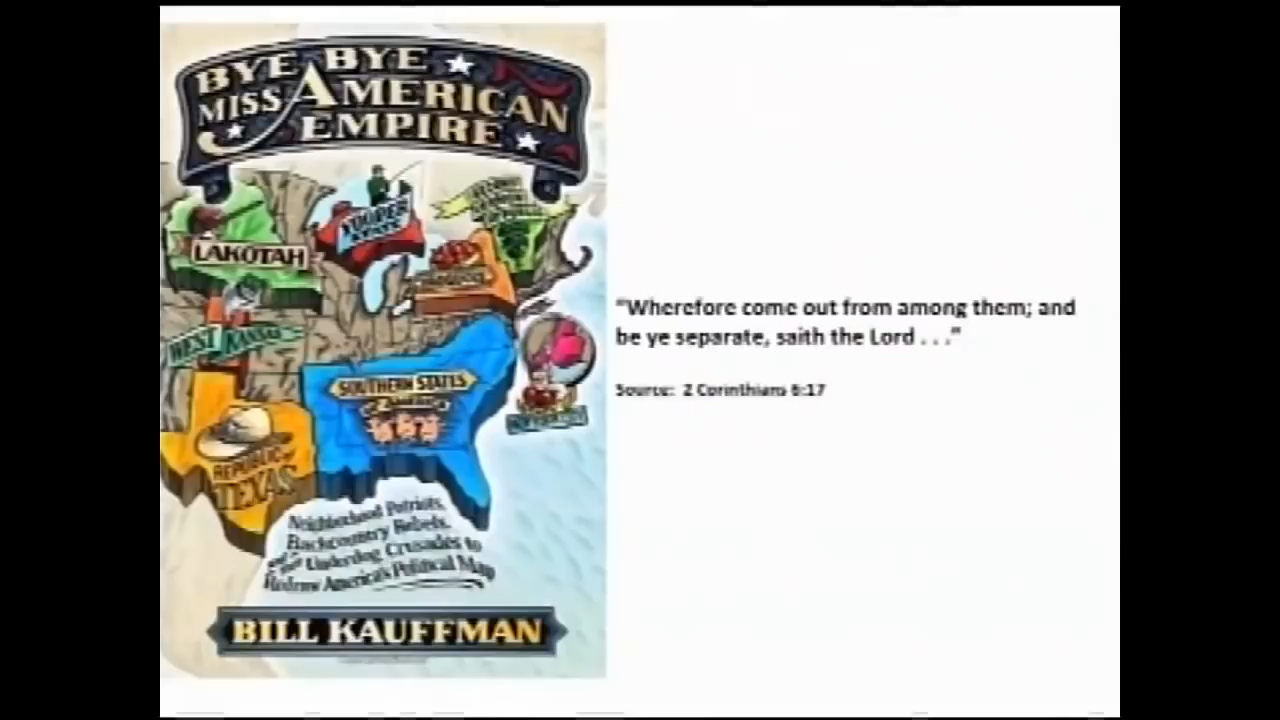 BYE BYE
MISS AMERICAN
EMPIRE
LAKOTAH
YOOPER
STATE
WEST KANSAS
SOUTHERN STATES
REPUBLIC OF
TEXAS
Neighborhood Patriots,
Backcountry Rebels,
and their Underdog Crusades to
Redraw America's Political Map
BILL KAUFFMAN
"Wherefore come out from among them; and
be ye separate, saith the Lord . . ."
Source: 2 Corinthians 6:17